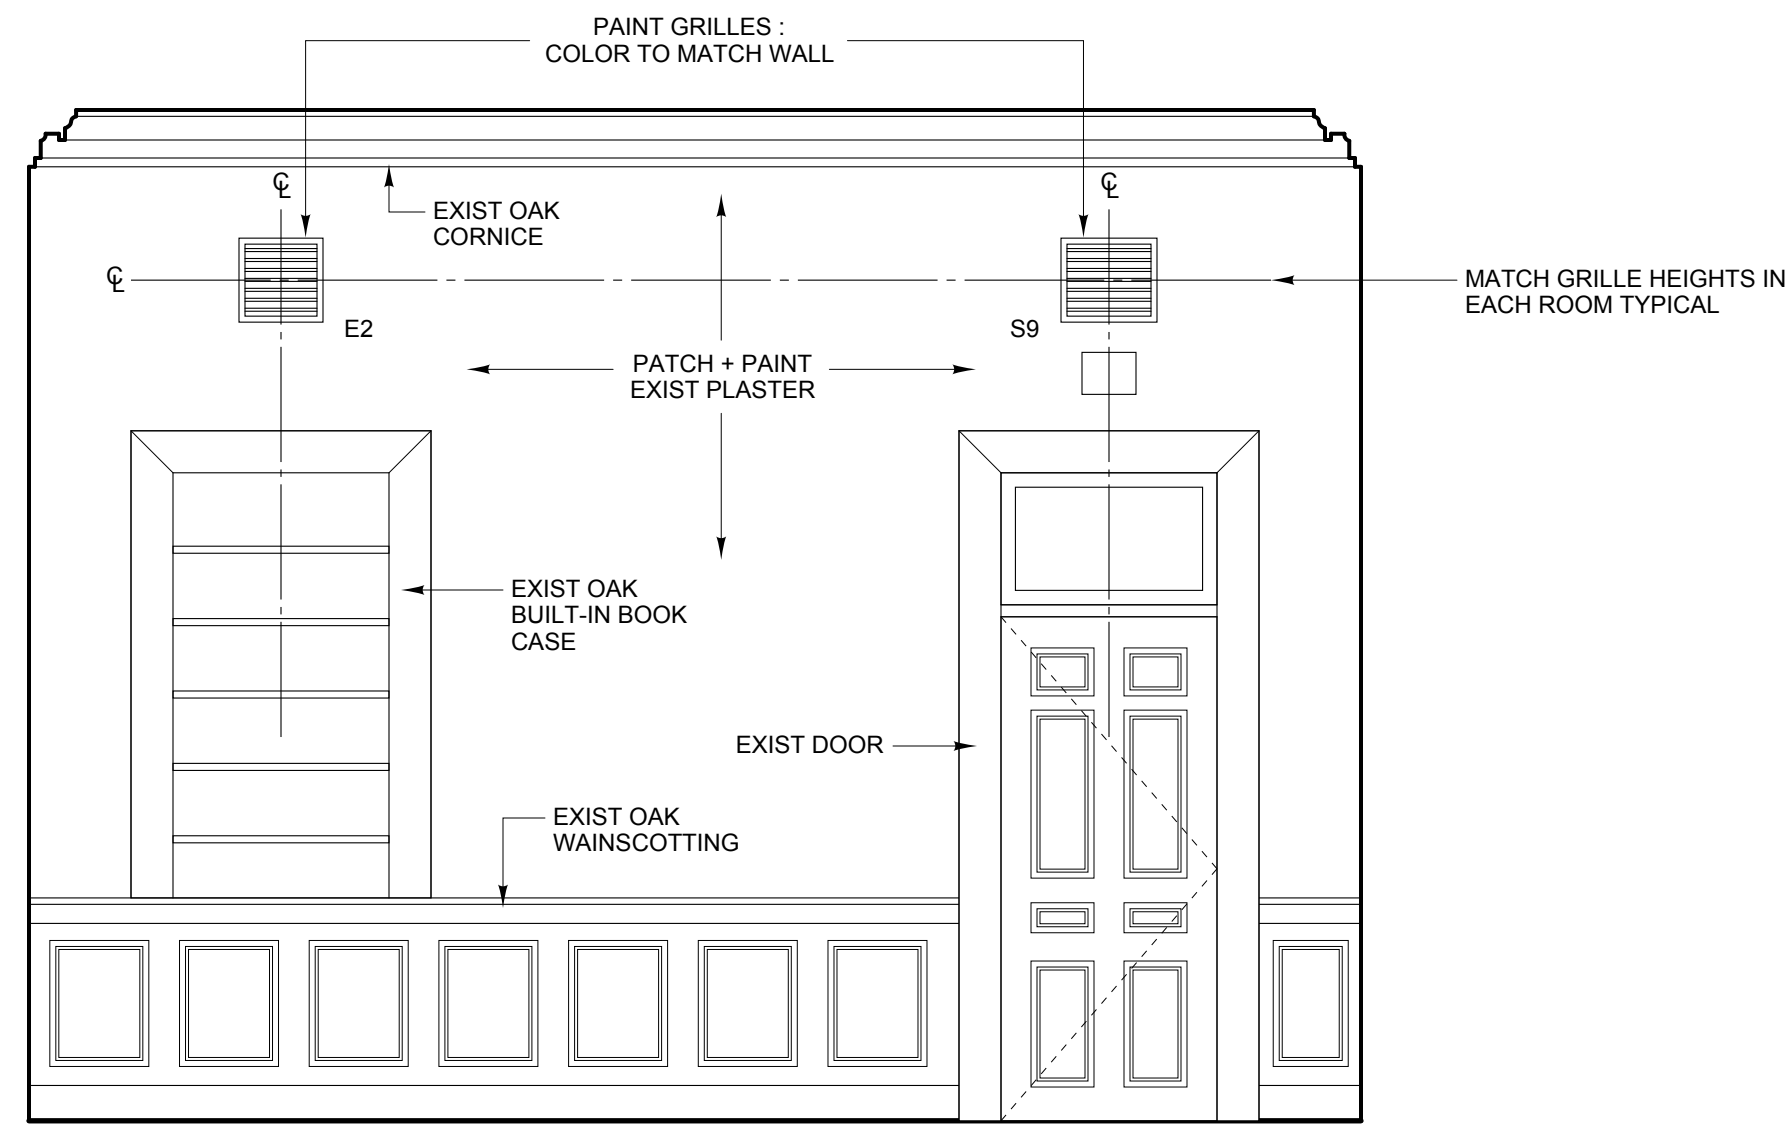 PAINT GRILLES :
COLOR TO MATCH WALL
℄
℄
EXIST OAK
CORNICE
℄
MATCH GRILLE HEIGHTS IN
EACH ROOM TYPICAL
E2
S9
PATCH + PAINT
EXIST PLASTER
EXIST OAK
BUILT-IN BOOK
CASE
EXIST DOOR
EXIST OAK
WAINSCOTTING